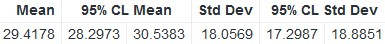 Mean 95% CL Mean Std Dev 95% CL Std Dev
29.4178 28.2973 30.5383 18.0569 17.2987 18.8851